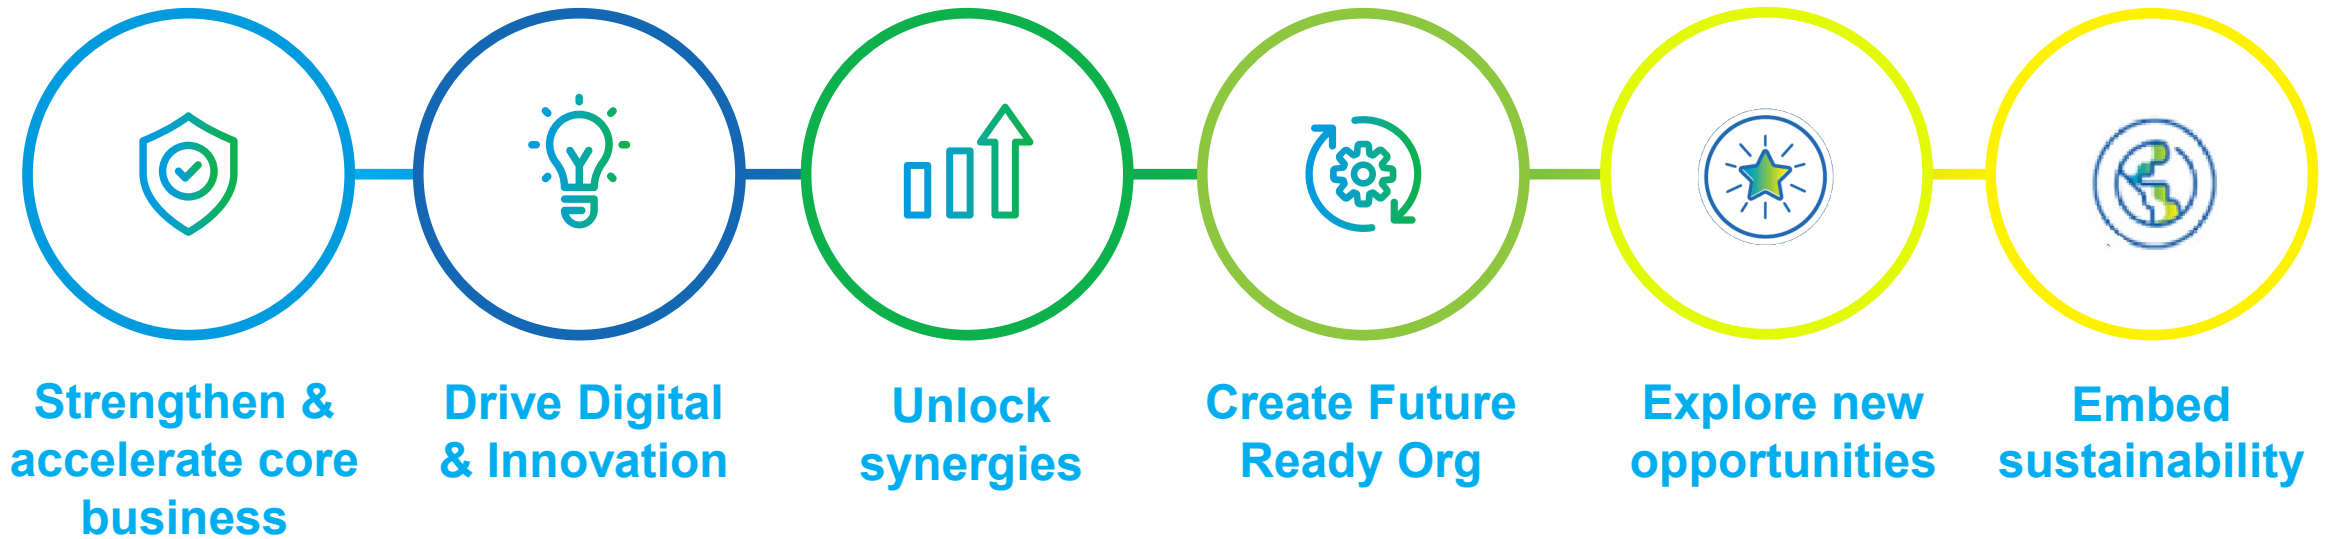 Strengthen &
accelerate core
business
Drive Digital
& Innovation
Unlock
synergies
Create Future
Ready Org
Explore new
opportunities
Embed
sustainability